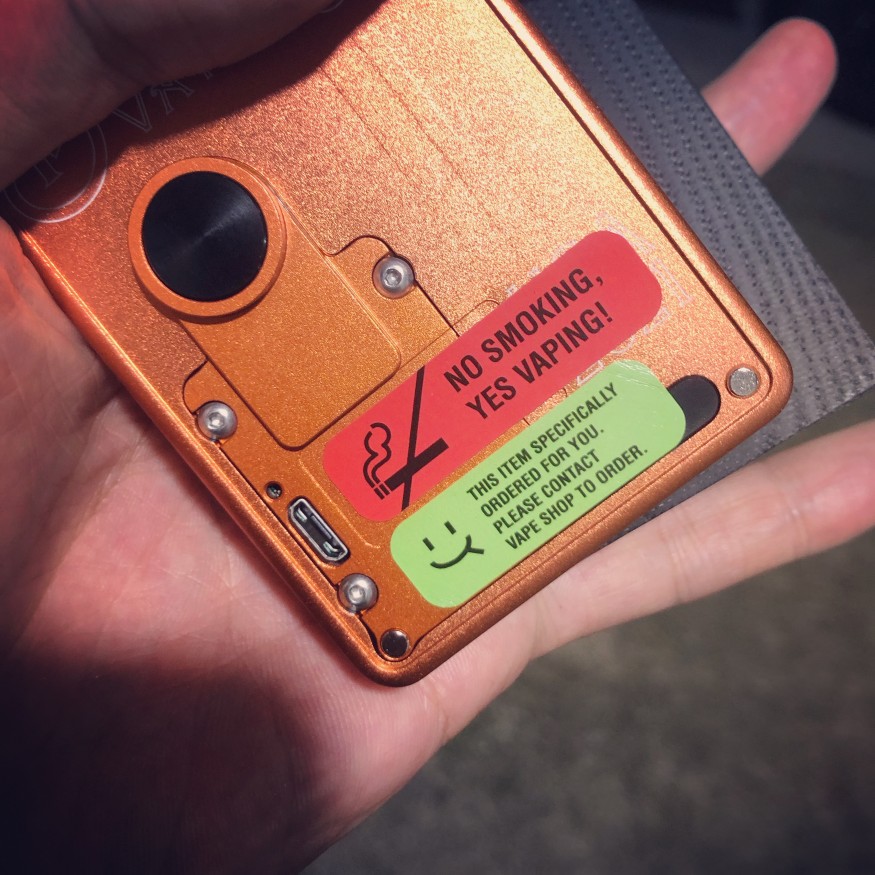 NO SMOKING,
YES VAPING!
THIS ITEM SPECIFICALLY
ORDERED FOR YOU.
PLEASE CONTACT
VAPE SHOP TO ORDER.